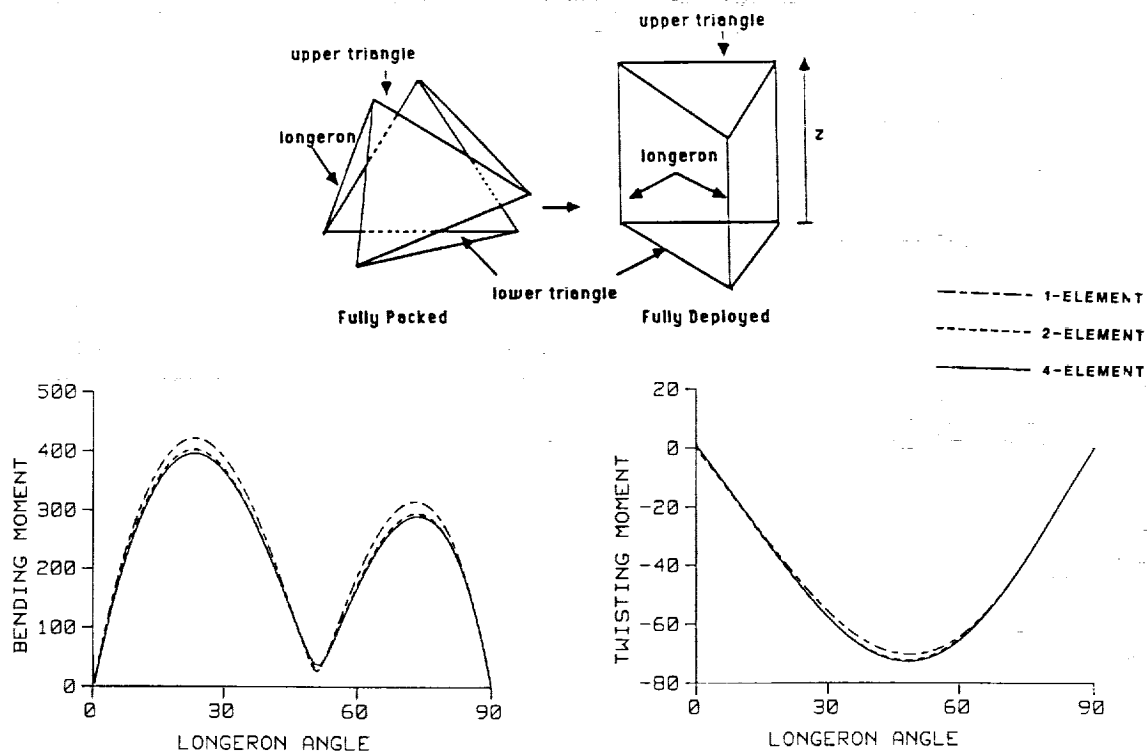 upper triangle
upper triangle
longeron
longeron
z
lower triangle
Fully Packed
Fully Deployed
1-ELEMENT
2-ELEMENT
4-ELEMENT
500
400
300
200
100
0
BENDING MOMENT
0
30
60
90
LONGERON ANGLE
20
0
-20
-40
-60
-80
TWISTING MOMENT
0
30
60
90
LONGERON ANGLE